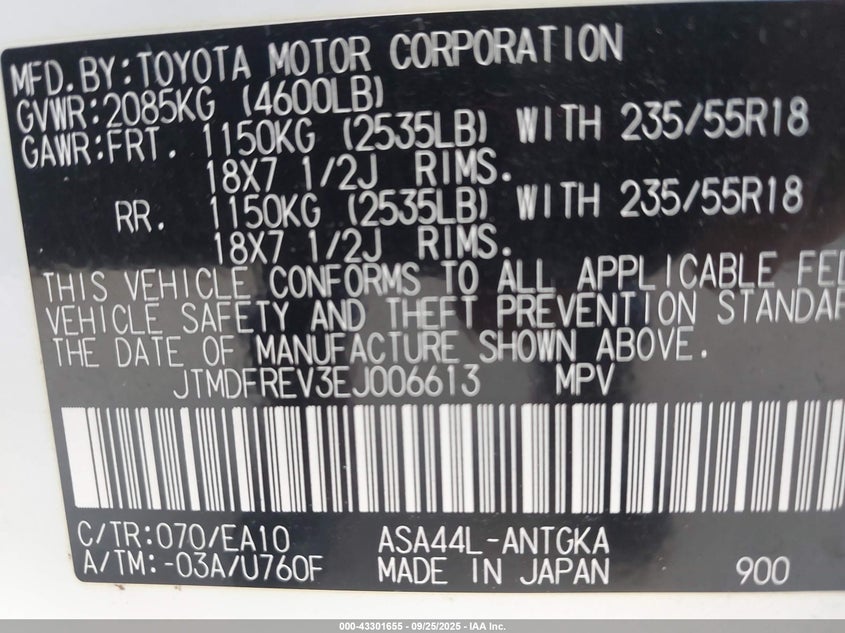 MFD.BY:TOYOTA MOTOR CORPORATION
GVWR:2085KG (4600LB)
GAWR:FRT. 1150KG (2535LB) WITH 235/55R18
18X7 1/2J RIMS.
RR. 1150KG (2535LB) WITH 235/55R18
18X7 1/2J RIMS.
THIS VEHICLE CONFORMS TO ALL APPLICABLE FED
VEHICLE SAFETY AND THEFT PREVENTION STANDAR
THE DATE OF MANUFACTURE SHOWN ABOVE.
JTMDFREV3EJ006613 MPV
C/TR:070/EA10 ASA44L-ANTGKA
A/TM:-03A/U760F MADE IN JAPAN 900
000-43301655 - 09/25/2025 - IAA Inc.